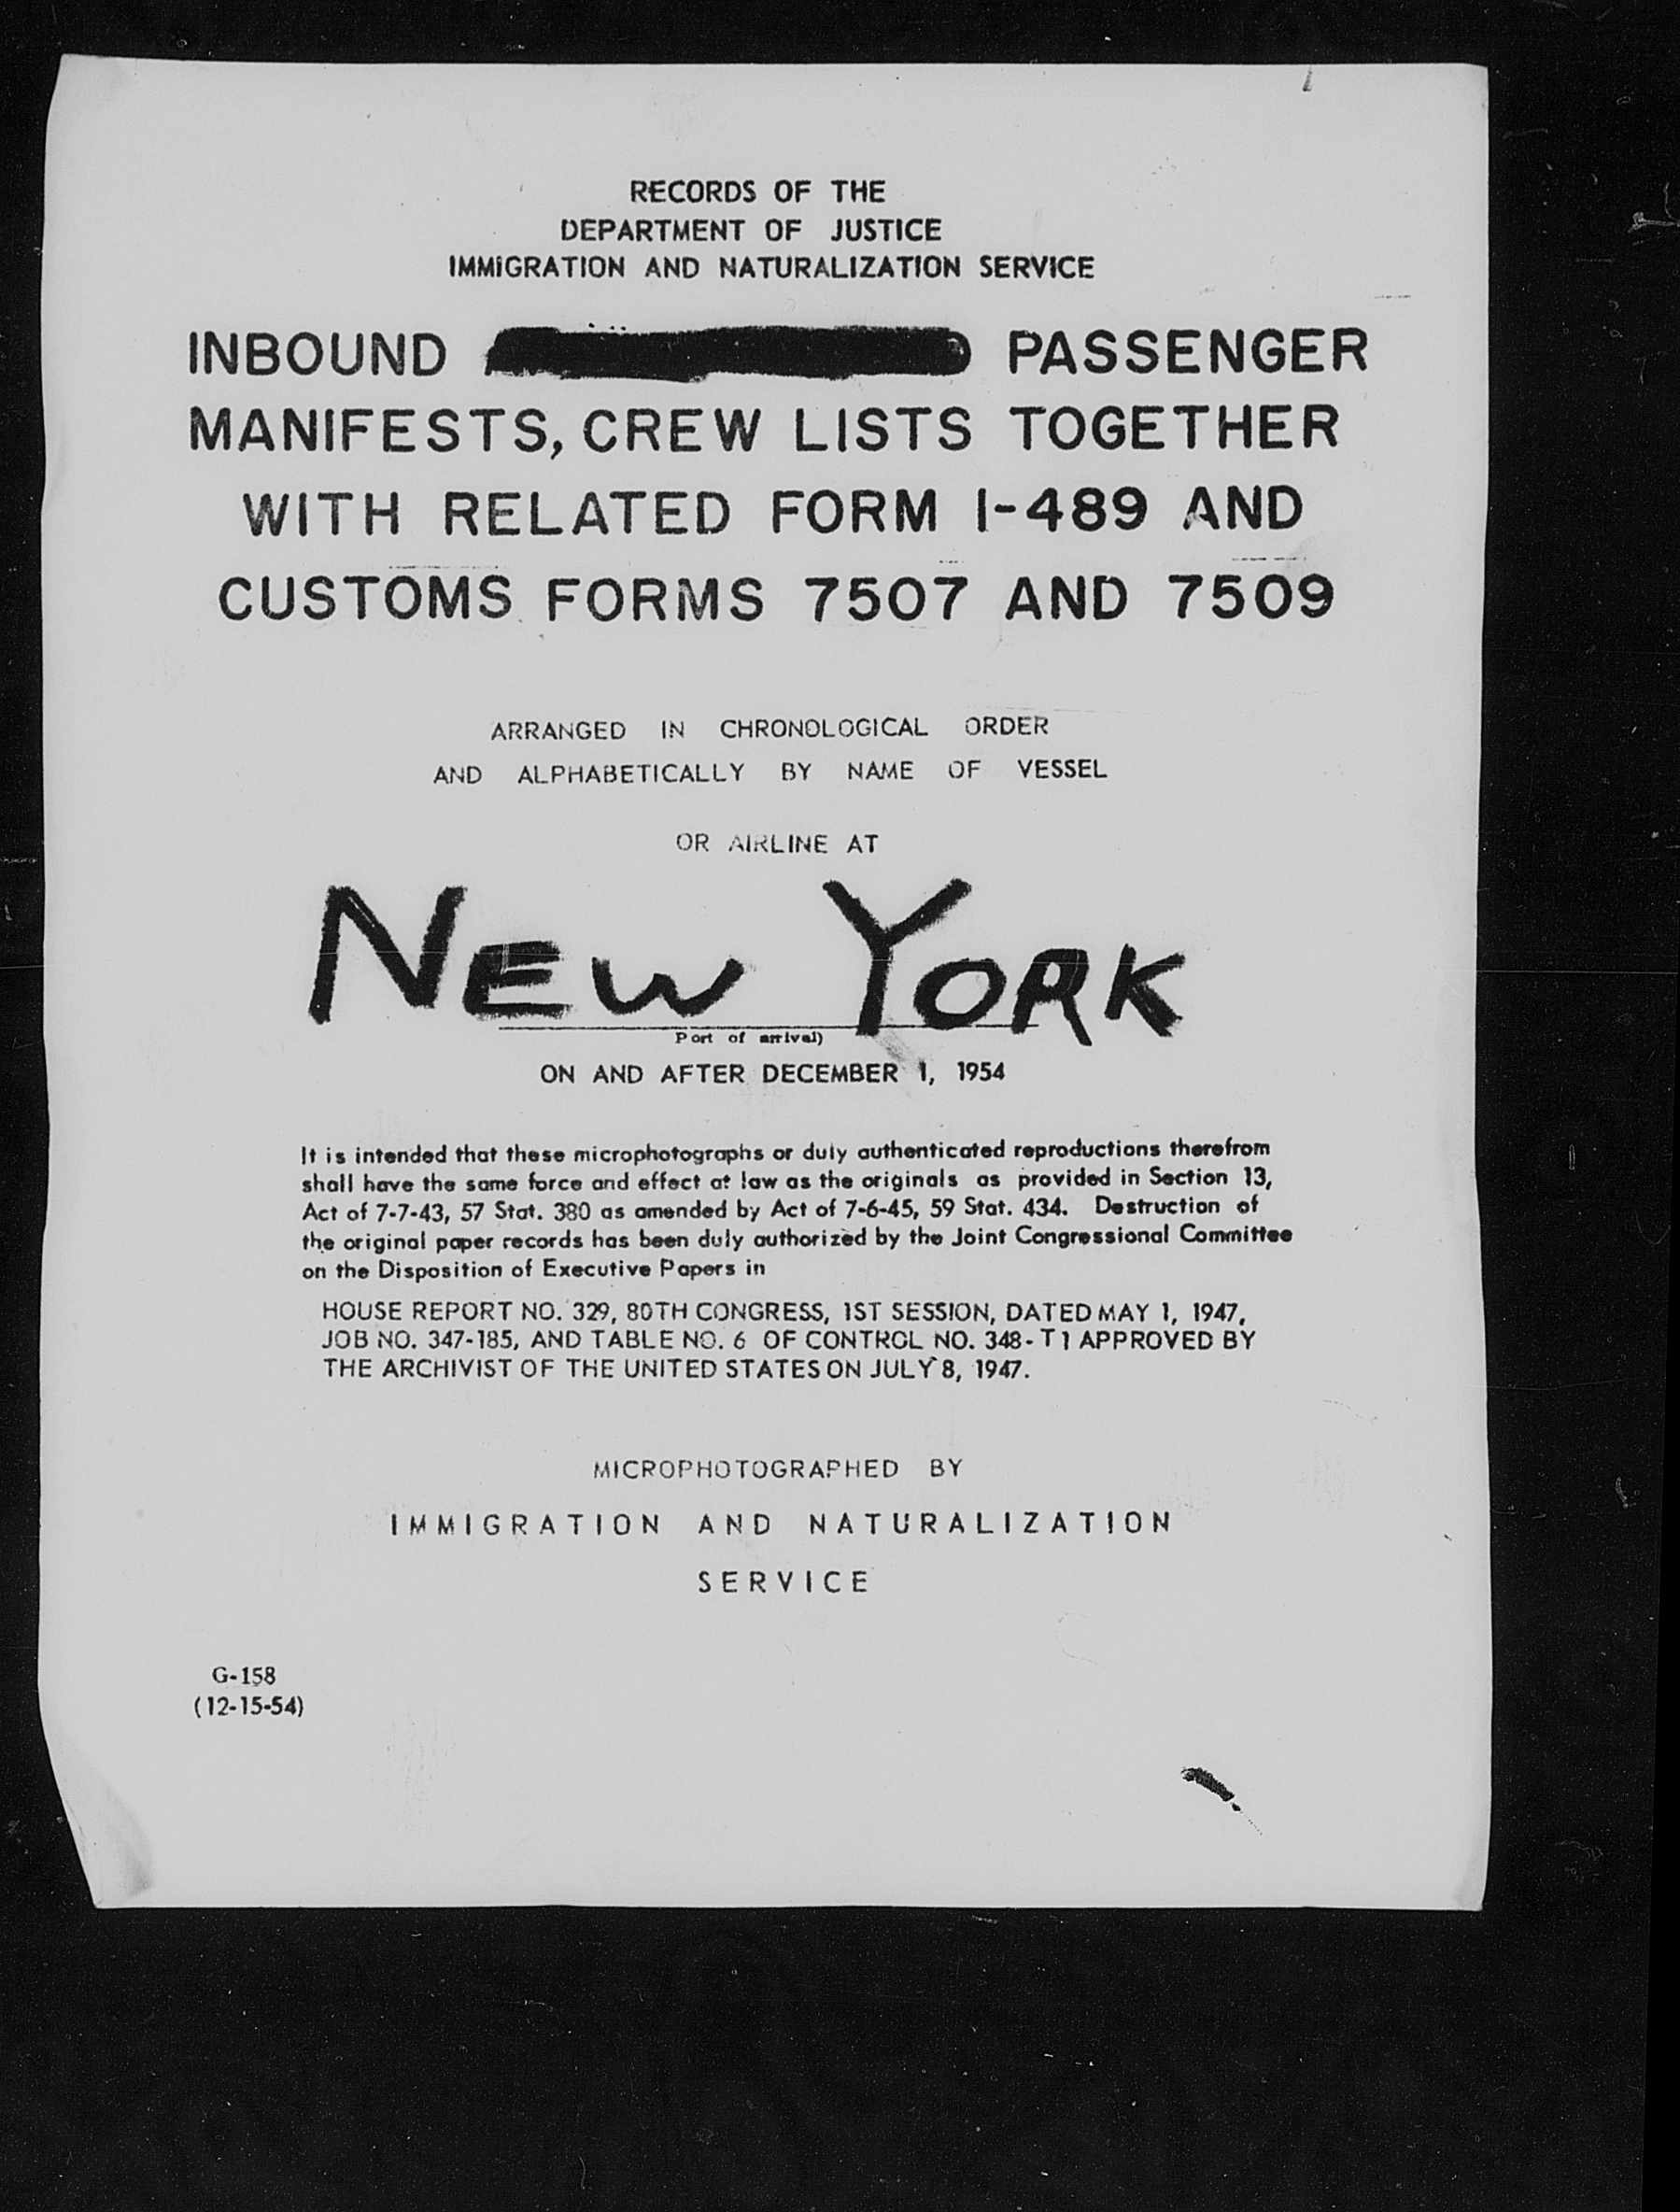 RECORDS OF THE
DEPARTMENT OF JUSTICE
IMMIGRATION AND NATURALIZATION SERVICE
INBOUND PASSENGER
MANIFESTS, CREW LISTS TOGETHER
WITH RELATED FORM I-489 AND
CUSTOMS FORMS 7507 AND 7509
ARRANGED IN CHRONOLOGICAL ORDER
AND ALPHABETICALLY BY NAME OF VESSEL
OR AIRLINE AT
NEW YORK
Port of arrival)
ON AND AFTER DECEMBER 1, 1954
It is intended that these microphotographs or duly authenticated reproductions therefrom
shall have the same force and effect at law as the originals as provided in Section 13,
Act of 7-7-43, 57 Stat. 380 as amended by Act of 7-6-45, 59 Stat. 434. Destruction of
the original paper records has been duly authorized by the Joint Congressional Committee
on the Disposition of Executive Papers in
HOUSE REPORT NO. 329, 80TH CONGRESS, 1ST SESSION, DATED MAY 1, 1947,
JOB NO. 347-185, AND TABLE NO. 6 OF CONTROL NO. 348-T1 APPROVED BY
THE ARCHIVIST OF THE UNITED STATES ON JULY 8, 1947.
MICROPHOTOGRAPHED BY
IMMIGRATION AND NATURALIZATION
SERVICE
G-158
(12-15-54)